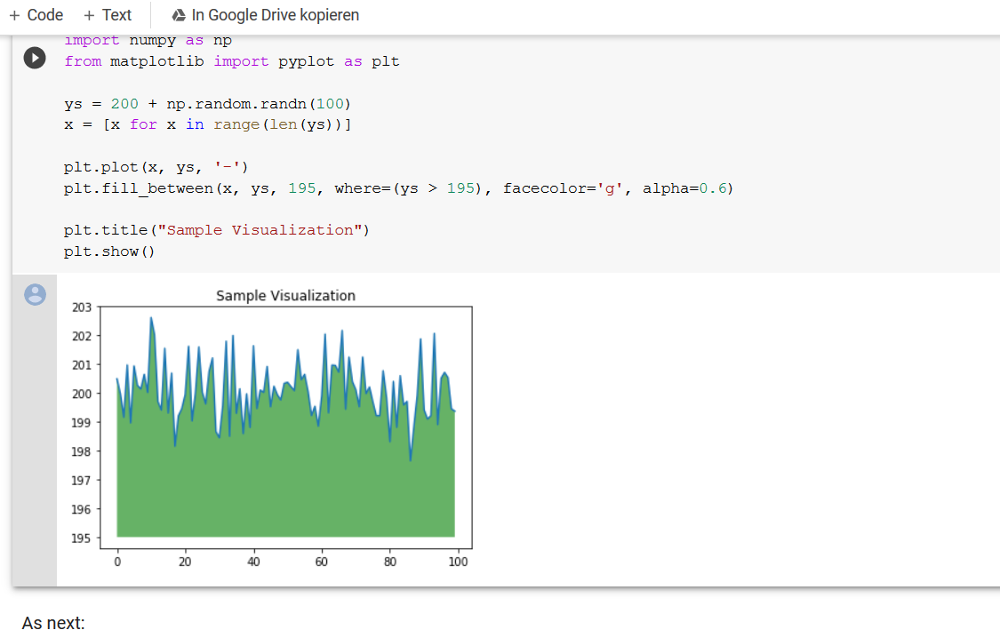 + Code + Text In Google Drive kopieren
import numpy as np
from matplotlib import pyplot as plt
ys = 200 + np.random.randn(100)
x = [x for x in range(len(ys))]
plt.plot(x, ys, '-')
plt.fill_between(x, ys, 195, where=(ys > 195), facecolor='g', alpha=0.6)
plt.title("Sample Visualization")
plt.show()
Sample Visualization
203
202
201
200
199
198
197
196
195
0 20 40 60 80 100
As next: